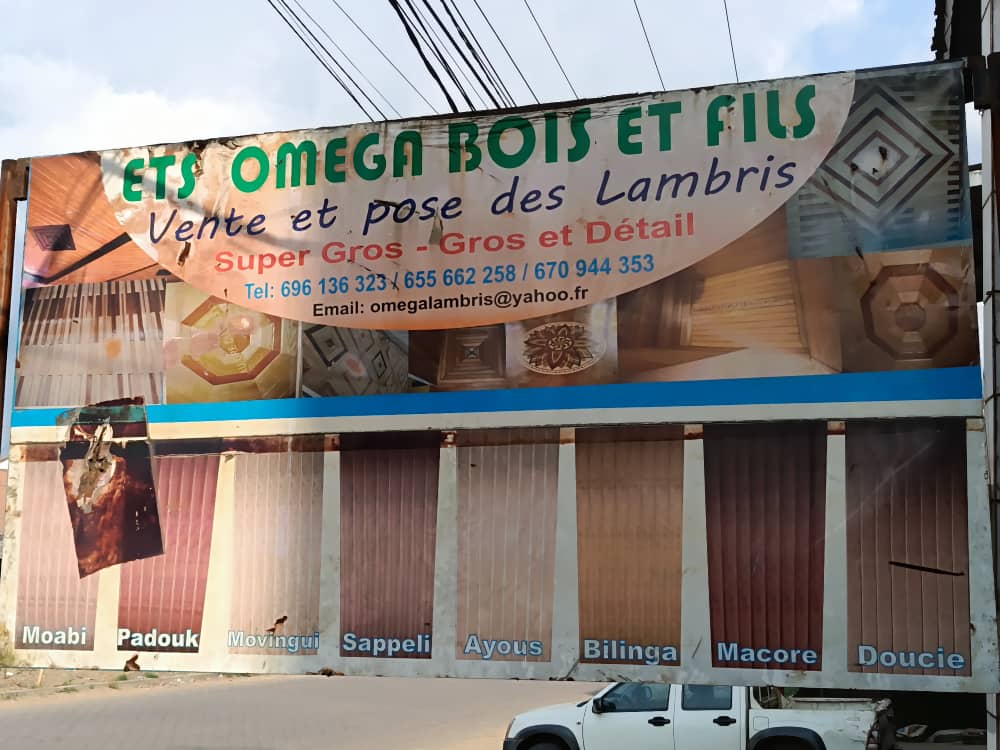 ETS OMEGA BOIS ET FILS
Vente et pose des Lambris
Super Gros - Gros et Détail
Tel: 696 136 323 / 655 662 258 / 670 944 353
Email: omegalambris@yahoo.fr
Moabi Padouk Movingui Sappeli Ayous Bilinga Macore Doucie